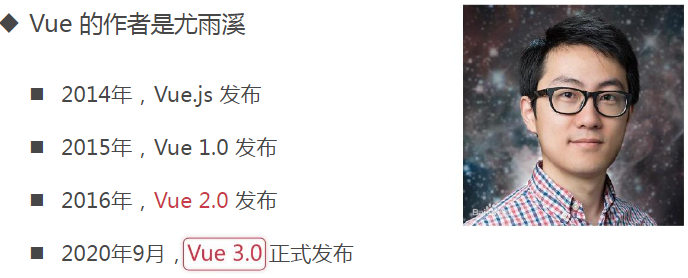 ◆ Vue 的作者是尤雨溪
■ 2014年，Vue.js 发布
■ 2015年，Vue 1.0 发布
■ 2016年，Vue 2.0 发布
■ 2020年9月，Vue 3.0 正式发布